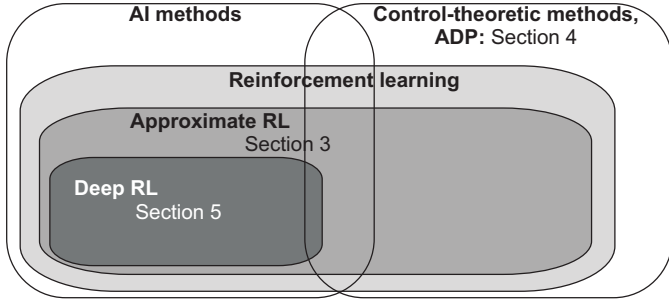 AI methods
Control-theoretic methods,
ADP: Section 4
Reinforcement learning
Approximate RL
Section 3
Deep RL
Section 5